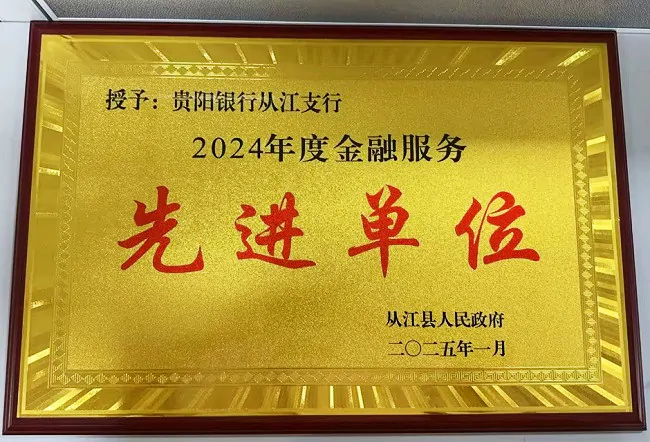 授予：贵阳银行从江支行
2024年度金融服务
先进单位
从江县人民政府
二〇二五年一月